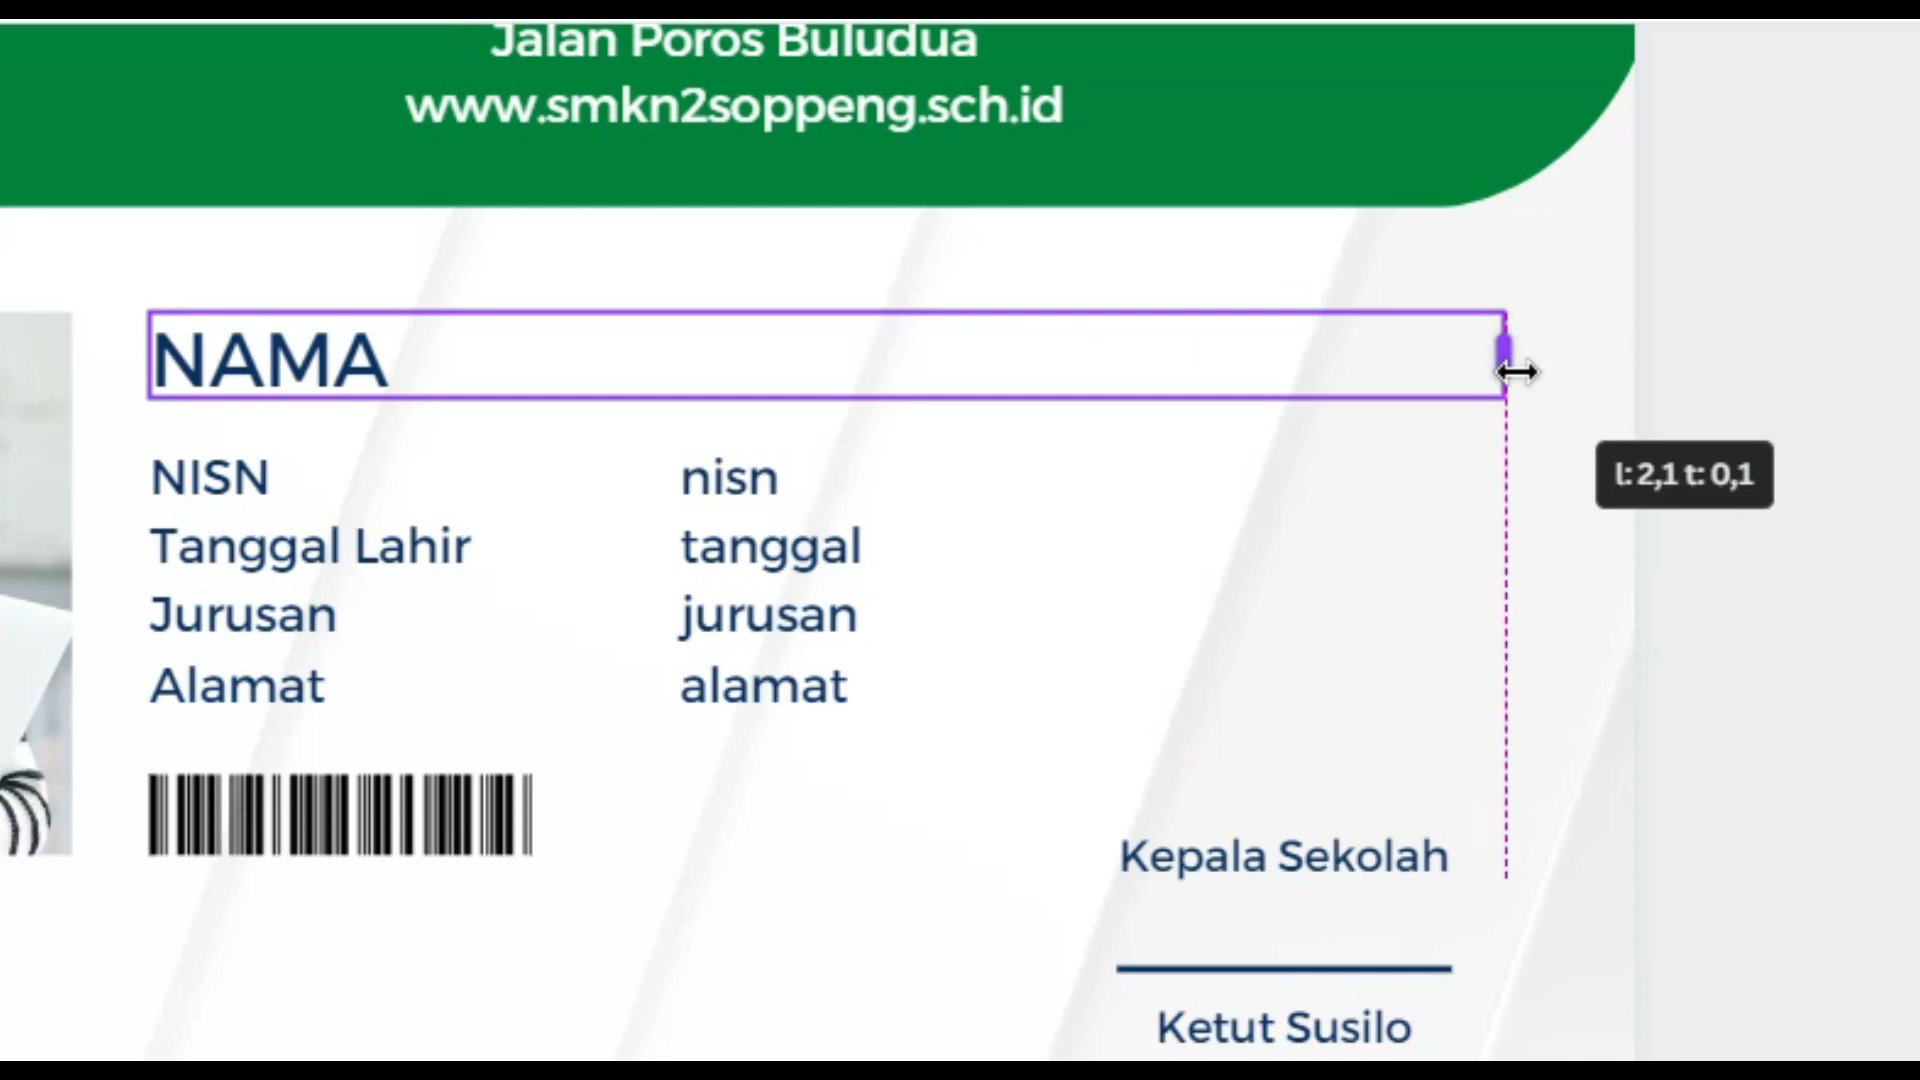 Jalan Poros Buludua
www.smkn2soppeng.sch.id
NAMA
NISN nisn
Tanggal Lahir tanggal
Jurusan jurusan
Alamat alamat
l: 2,1 t: 0,1
Kepala Sekolah
Ketut Susilo